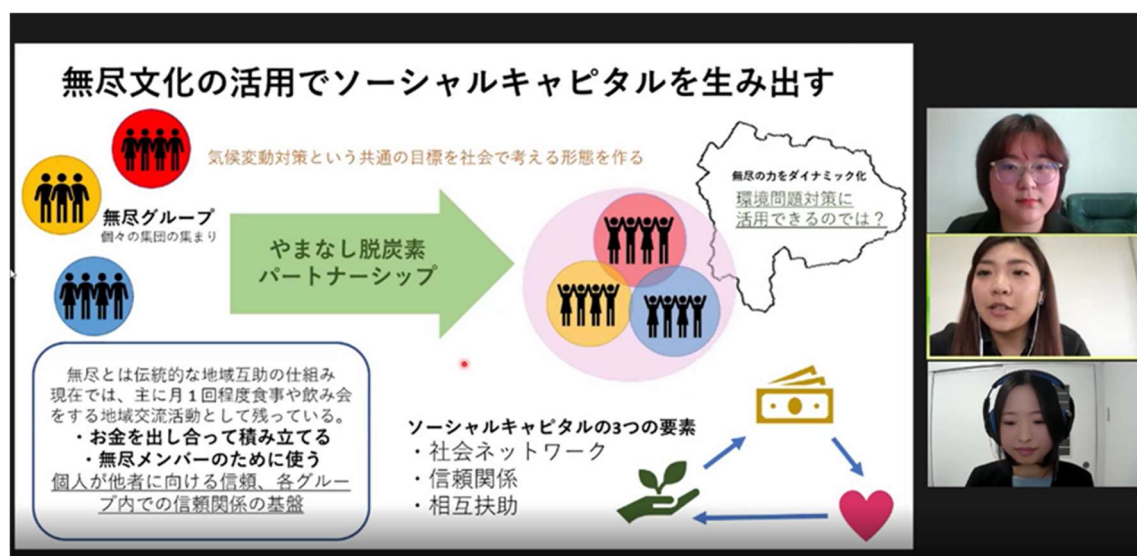 無尽文化の活用でソーシャルキャピタルを生み出す
気候変動対策という共通の目標を社会で考える形態を作る
無尽グループ
個々の集団の集まり
やまなし脱炭素
パートナーシップ
無尽の力をダイナミック化
環境問題対策に
活用できるのでは？
無尽とは伝統的な地域互助の仕組み
現在では、主に月１回程度食事や飲み会
をする地域交流活動として残っている。
・お金を出し合って積み立てる
・無尽メンバーのために使う
個人が他者に向ける信頼、各グルー
プ内での信頼関係の基盤
ソーシャルキャピタルの3つの要素
・社会ネットワーク
・信頼関係
・相互扶助